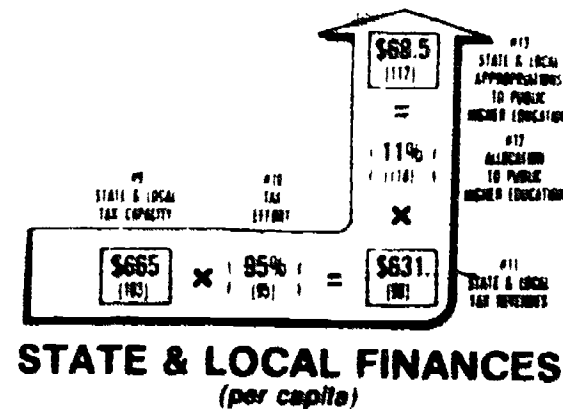 $68.5
(117)
#13
STATE & LOCAL
APPROPRIATIONS
TO PUBLIC
HIGHER EDUCATION
=
11%
#12
ALLOCATION
TO PUBLIC
HIGHER EDUCATION
×
#9
STATE & LOCAL
TAX CAPACITY
#10
TAX
EFFORT
$665
(103)
×
95%
(95)
=
$631.
(98)
#11
STATE & LOCAL
TAX REVENUES
STATE & LOCAL FINANCES
(per capita)